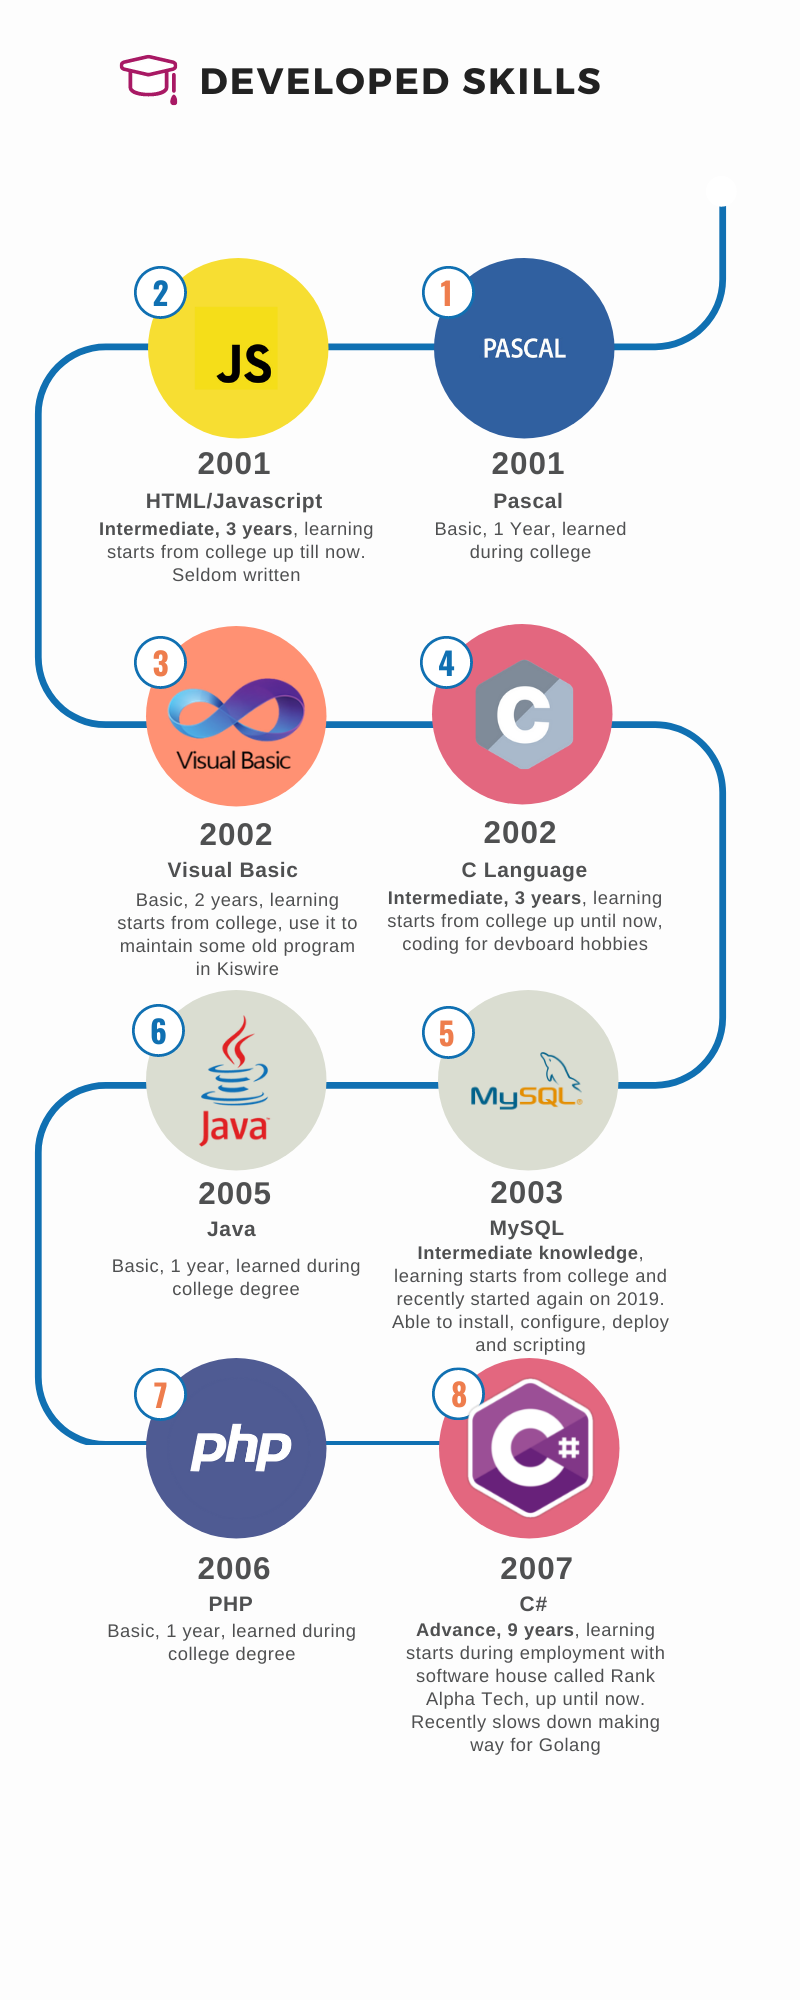 DEVELOPED SKILLS
1
PASCAL
2001
Pascal
Basic, 1 Year, learned
during college
2
JS
2001
HTML/Javascript
Intermediate, 3 years, learning
starts from college up till now.
Seldom written
3
Visual Basic
2002
Visual Basic
Basic, 2 years, learning
starts from college, use it to
maintain some old program
in Kiswire
4
C
2002
C Language
Intermediate, 3 years, learning
starts from college up until now,
coding for devboard hobbies
5
MySQL®
2003
MySQL
Intermediate knowledge,
learning starts from college and
recently started again on 2019.
Able to install, configure, deploy
and scripting
6
Java™
2005
Java
Basic, 1 year, learned during
college degree
7
php
2006
PHP
Basic, 1 year, learned during
college degree
8
C#
2007
C#
Advance, 9 years, learning
starts during employment with
software house called Rank
Alpha Tech, up until now.
Recently slows down making
way for Golang